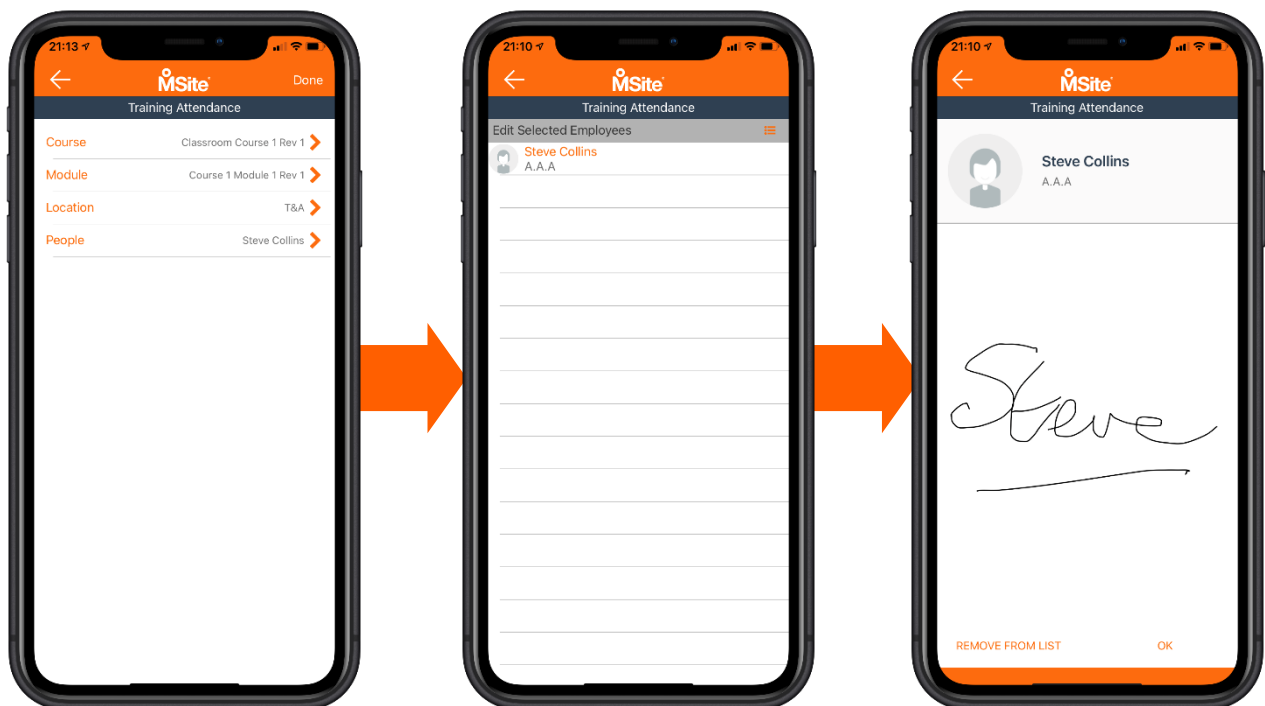 21:13
MSite
Done
Training Attendance
Course Classroom Course 1 Rev 1
Module Course 1 Module 1 Rev 1
Location T&A
People Steve Collins
21:10
MSite
Training Attendance
Edit Selected Employees
Steve Collins
A.A.A
21:10
MSite
Training Attendance
Steve Collins
A.A.A
Steve
REMOVE FROM LIST OK